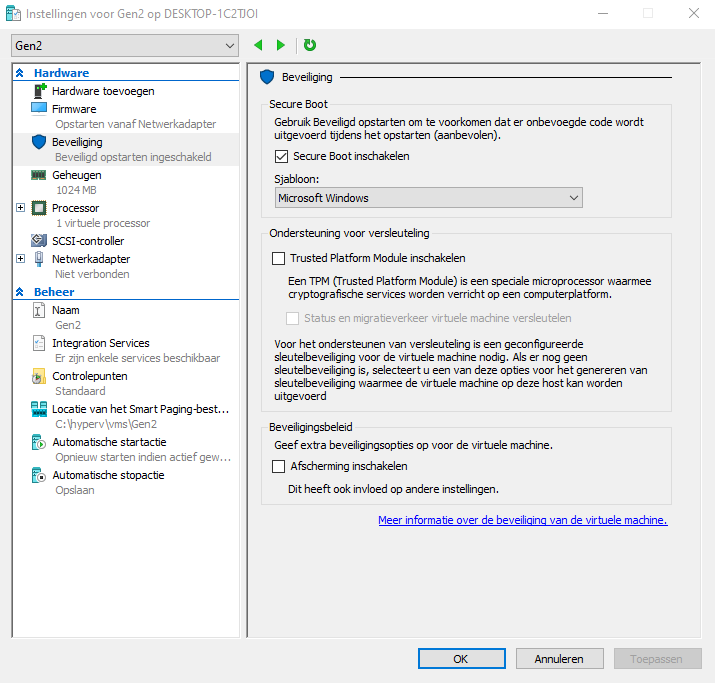 Instellingen voor Gen2 op DESKTOP-1C2TJOI
Gen2
Hardware
Hardware toevoegen
Firmware
Opstarten vanaf Netwerkadapter
Beveiliging
Beveiligd opstarten ingeschakeld
Geheugen
1024 MB
Processor
1 virtuele processor
SCSI-controller
Netwerkadapter
Niet verbonden
Beheer
Naam
Gen2
Integration Services
Er zijn enkele services beschikbaar
Controlepunten
Standaard
Locatie van het Smart Paging-best...
C:\hyperv\vms\Gen2
Automatische startactie
Opnieuw starten indien actief gew...
Automatische stopactie
Opslaan
Beveiliging
Secure Boot
Gebruik Beveiligd opstarten om te voorkomen dat er onbevoegde code wordt
uitgevoerd tijdens het opstarten (aanbevolen).
Secure Boot inschakelen
Sjabloon:
Microsoft Windows
Ondersteuning voor versleuteling
Trusted Platform Module inschakelen
Een TPM (Trusted Platform Module) is een speciale microprocessor waarmee
cryptografische services worden verricht op een computerplatform.
Status en migratieverkeer virtuele machine versleutelen
Voor het ondersteunen van versleuteling is een geconfigureerde
sleutelbeveiliging voor de virtuele machine nodig. Als er nog geen
sleutelbeveiliging is, selecteert u een van deze opties voor het genereren van
sleutelbeveiliging waarmee de virtuele machine op deze host kan worden
uitgevoerd
Beveiligingsbeleid
Geef extra beveiligingsopties op voor de virtuele machine.
Afscherming inschakelen
Dit heeft ook invloed op andere instellingen.
Meer informatie over de beveiliging van de virtuele machine.
OK
Annuleren
Toepassen